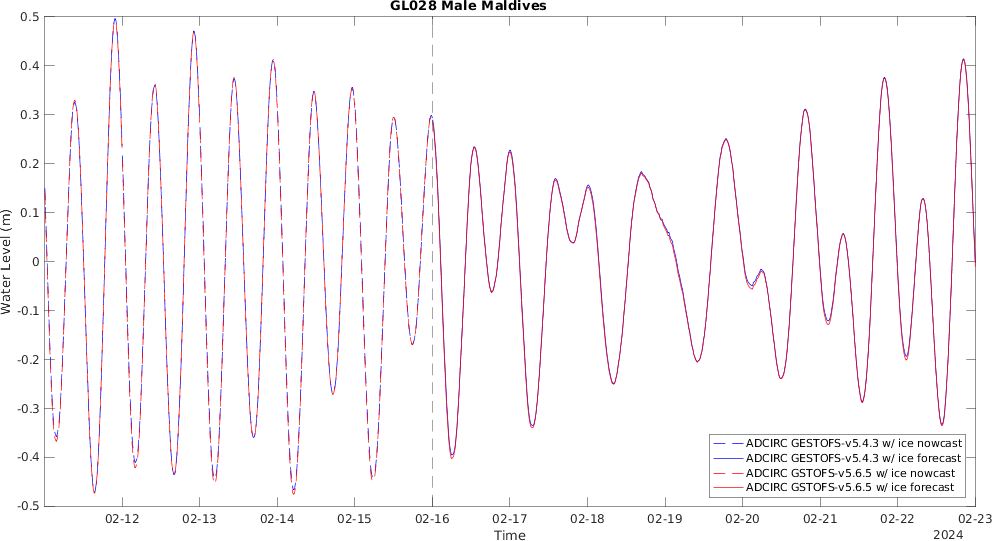 GL028 Male Maldives
0.5
0.4
0.3
0.2
0.1
0
-0.1
-0.2
-0.3
-0.4
-0.5
Water Level (m)
ADCIRC GESTOFS-v5.4.3 w/ ice nowcast
ADCIRC GESTOFS-v5.4.3 w/ ice forecast
ADCIRC GSTOFS-v5.6.5 w/ ice nowcast
ADCIRC GSTOFS-v5.6.5 w/ ice forecast
02-12 02-13 02-14 02-15 02-16 02-17 02-18 02-19 02-20 02-21 02-22 02-23
Time
2024